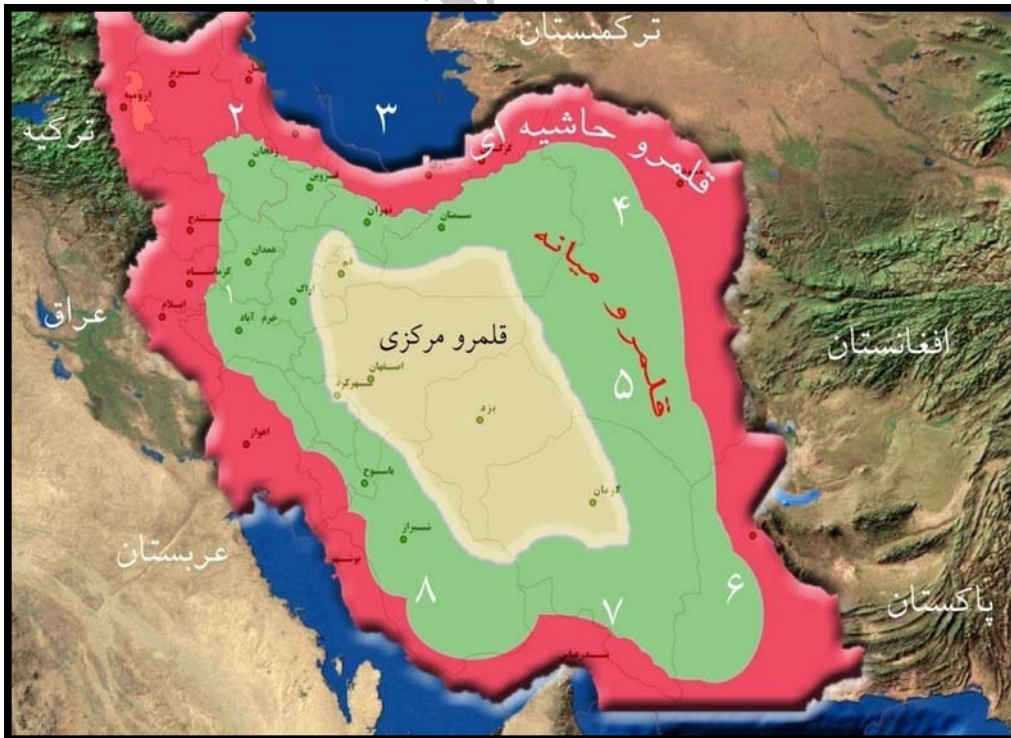 ترکمنستان
۳
۲
قلمرو حاشیه ای
تبریز
ارومیه
ترکیه
زنجان
قزوین
ساری
تهران
سمنان
۴
سنندج
همدان
قم
قلمرو میانه
کرمانشاه
اراک
۱
ایلام
خرم آباد
عراق
قلمرو مرکزی
افغانستان
اصفهان
شهرکرد
۵
یزد
اهواز
یاسوج
کرمان
شیراز
عربستان
بوشهر
پاکستان
۸
۷
۶
بندرعباس